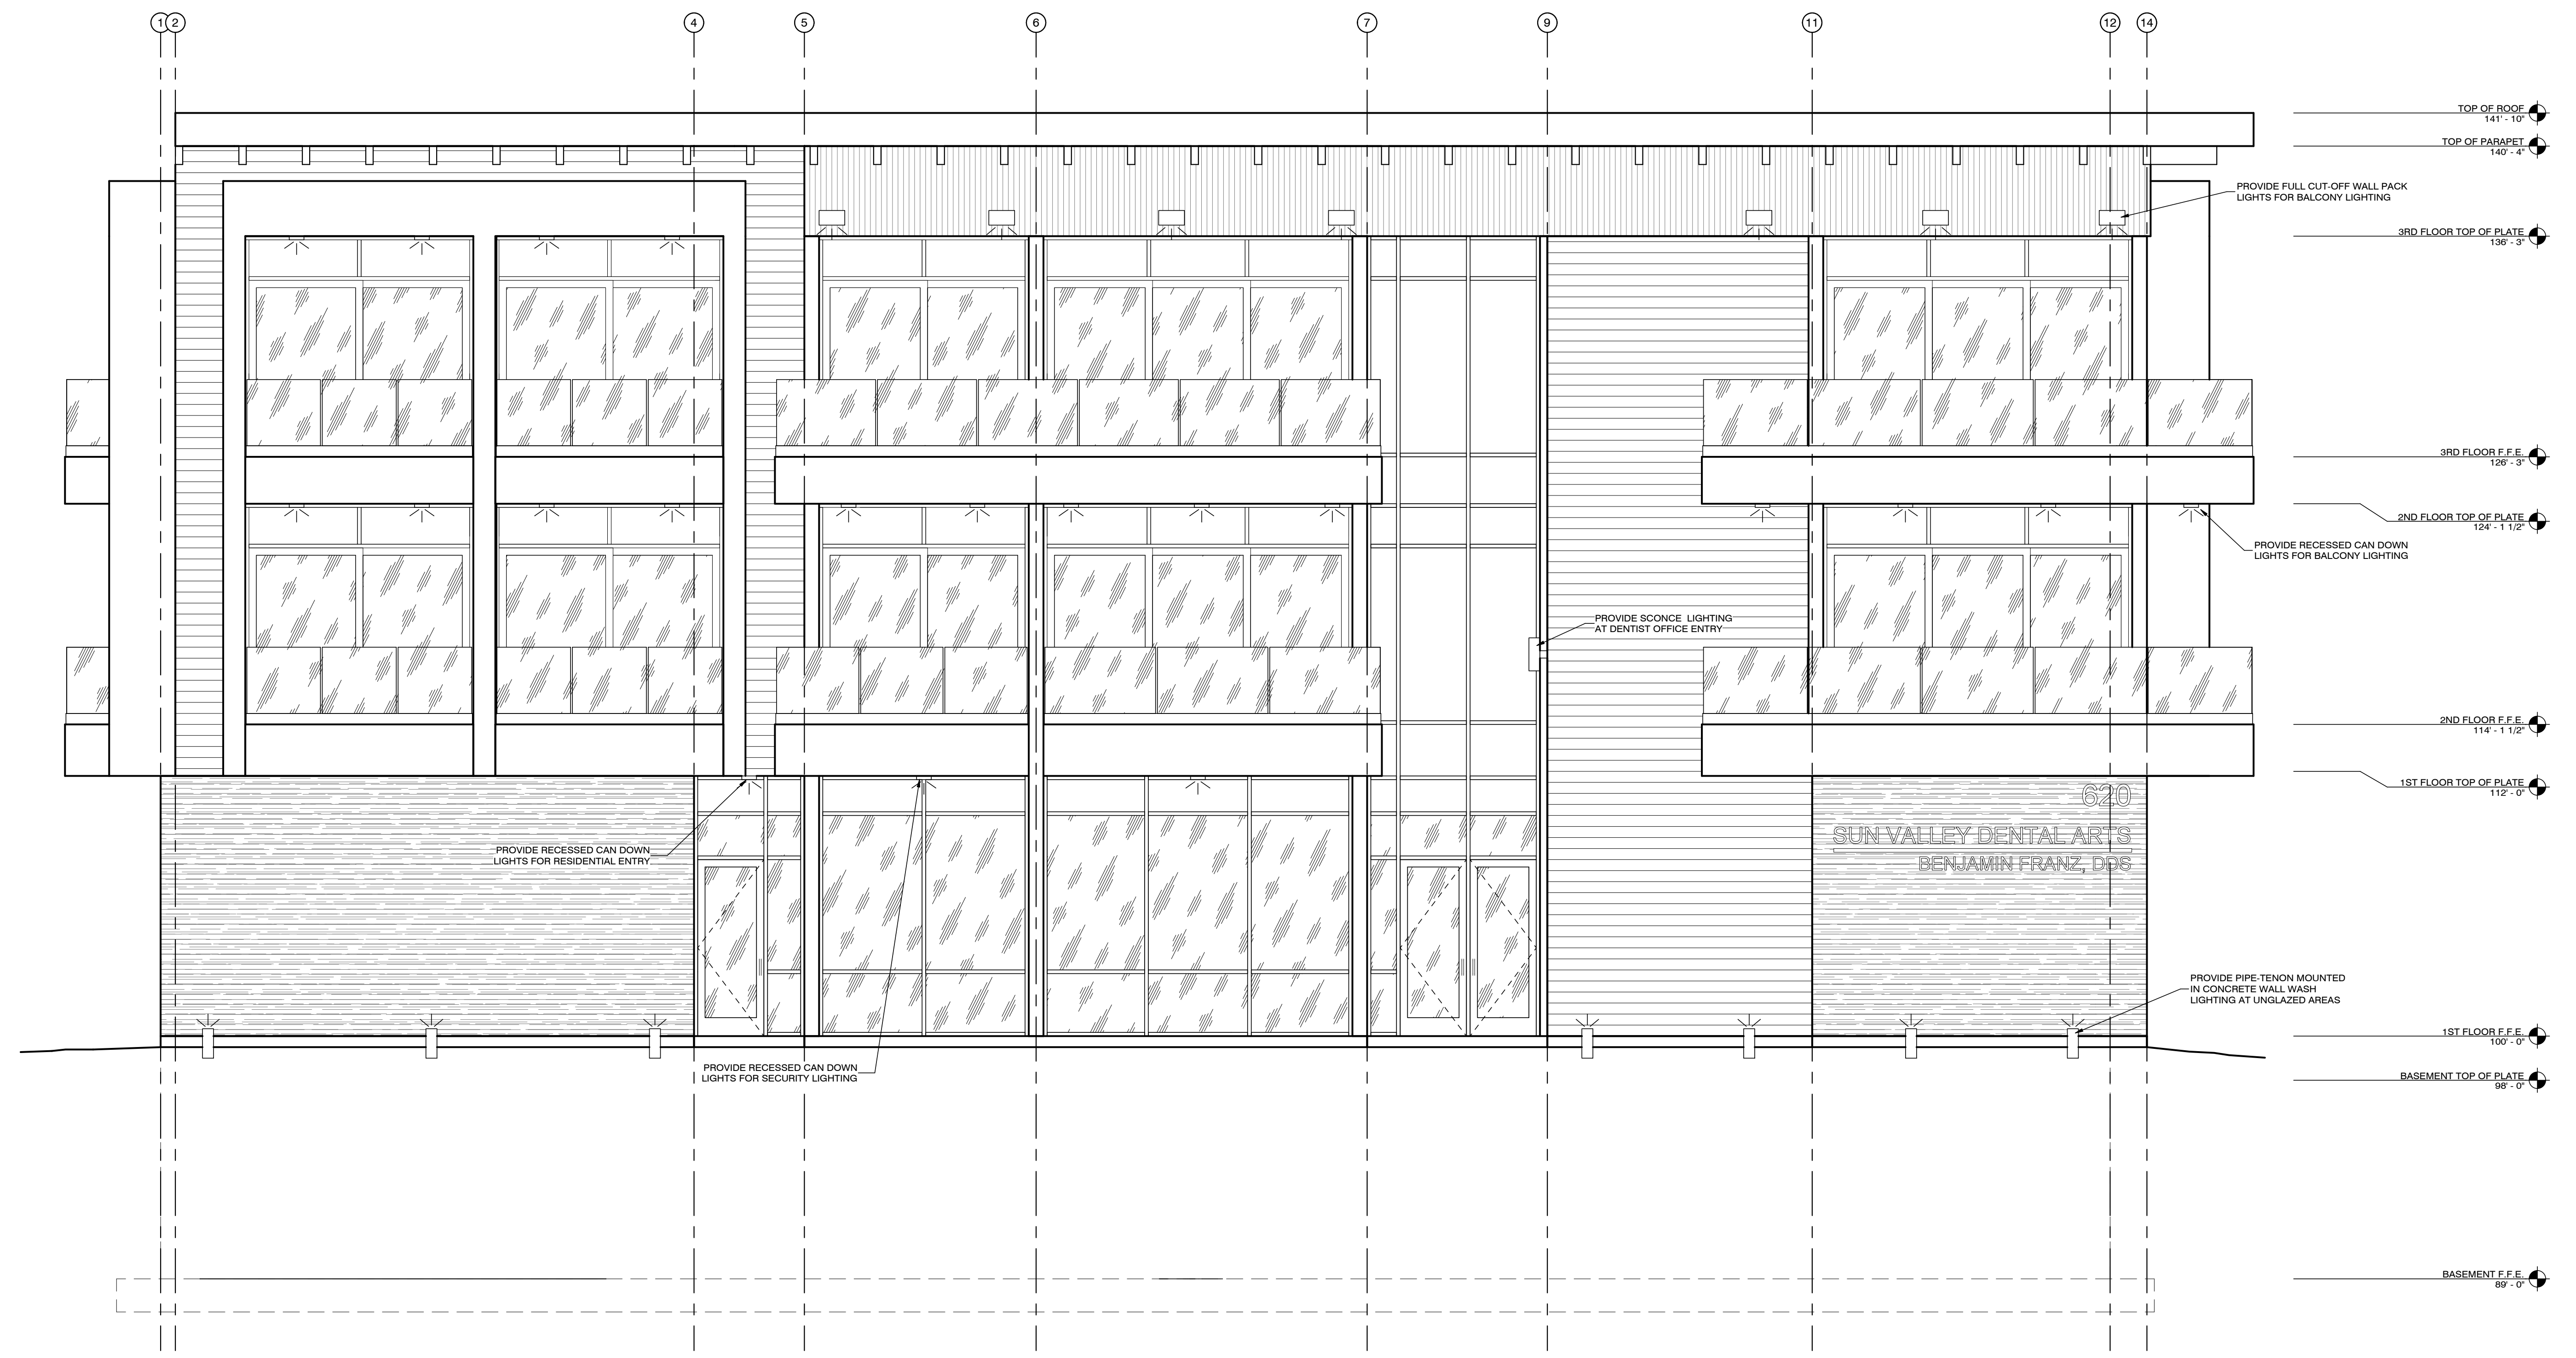 1 2 4 5 6 7 9 11 12 14
TOP OF ROOF
141' - 10"
TOP OF PARAPET
140' - 4"
PROVIDE FULL CUT-OFF WALL PACK
LIGHTS FOR BALCONY LIGHTING
3RD FLOOR TOP OF PLATE
136' - 3"
3RD FLOOR F.F.E.
126' - 3"
2ND FLOOR TOP OF PLATE
124' - 1 1/2"
PROVIDE RECESSED CAN DOWN
LIGHTS FOR BALCONY LIGHTING
PROVIDE SCONCE LIGHTING
AT DENTIST OFFICE ENTRY
2ND FLOOR F.F.E.
114' - 1 1/2"
1ST FLOOR TOP OF PLATE
112' - 0"
620
SUN VALLEY DENTAL ARTS
BENJAMIN FRANZ, DDS
PROVIDE RECESSED CAN DOWN
LIGHTS FOR RESIDENTIAL ENTRY
PROVIDE PIPE-TENON MOUNTED
IN CONCRETE WALL WASH
LIGHTING AT UNGLAZED AREAS
1ST FLOOR F.F.E.
100' - 0"
PROVIDE RECESSED CAN DOWN
LIGHTS FOR SECURITY LIGHTING
BASEMENT TOP OF PLATE
98' - 0"
BASEMENT F.F.E.
89' - 0"